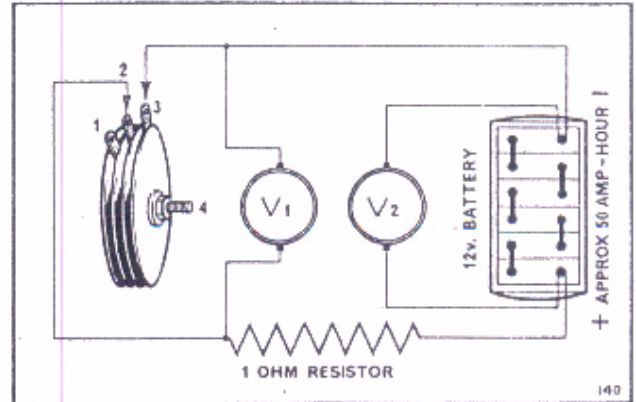 2
3
1
4
V1
V2
12v. BATTERY
+ APPROX 50 AMP-HOUR −
1 OHM RESISTOR
140